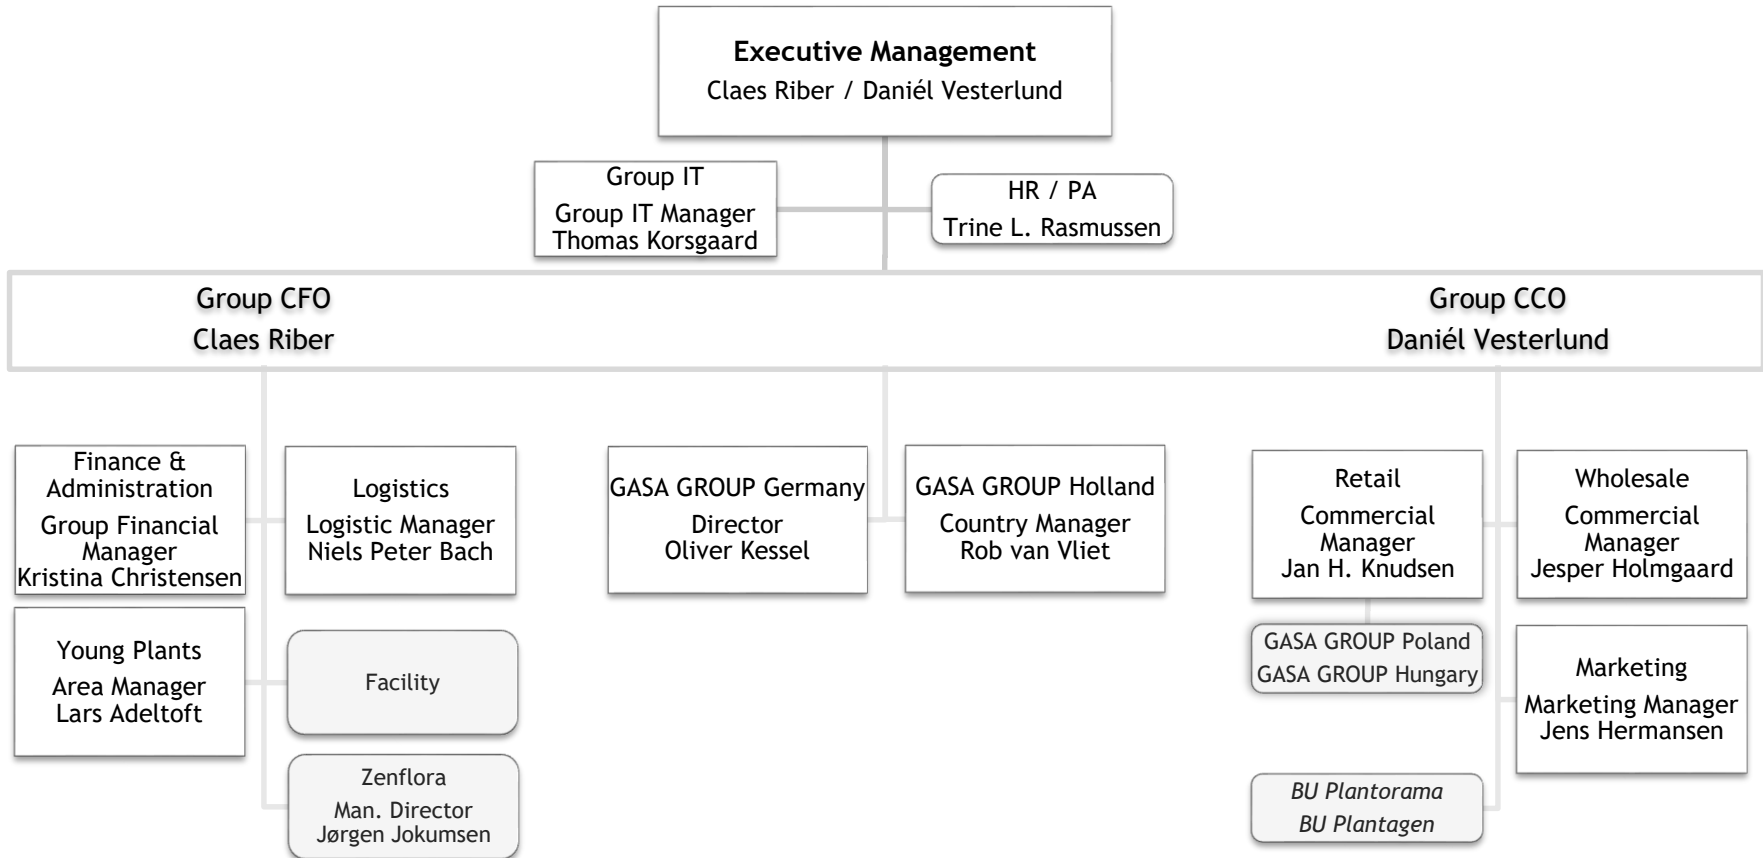 Executive Management
Claes Riber / Daniél Vesterlund
Group IT
Group IT Manager
Thomas Korsgaard
HR / PA
Trine L. Rasmussen
Group CFO
Claes Riber
Group CCO
Daniél Vesterlund
Finance &
Administration
Group Financial
Manager
Kristina Christensen
Logistics
Logistic Manager
Niels Peter Bach
GASA GROUP Germany
Director
Oliver Kessel
GASA GROUP Holland
Country Manager
Rob van Vliet
Retail
Commercial
Manager
Jan H. Knudsen
Wholesale
Commercial
Manager
Jesper Holmgaard
Young Plants
Area Manager
Lars Adeltoft
Facility
GASA GROUP Poland
GASA GROUP Hungary
Marketing
Marketing Manager
Jens Hermansen
Zenflora
Man. Director
Jørgen Jokumsen
BU Plantorama
BU Plantagen